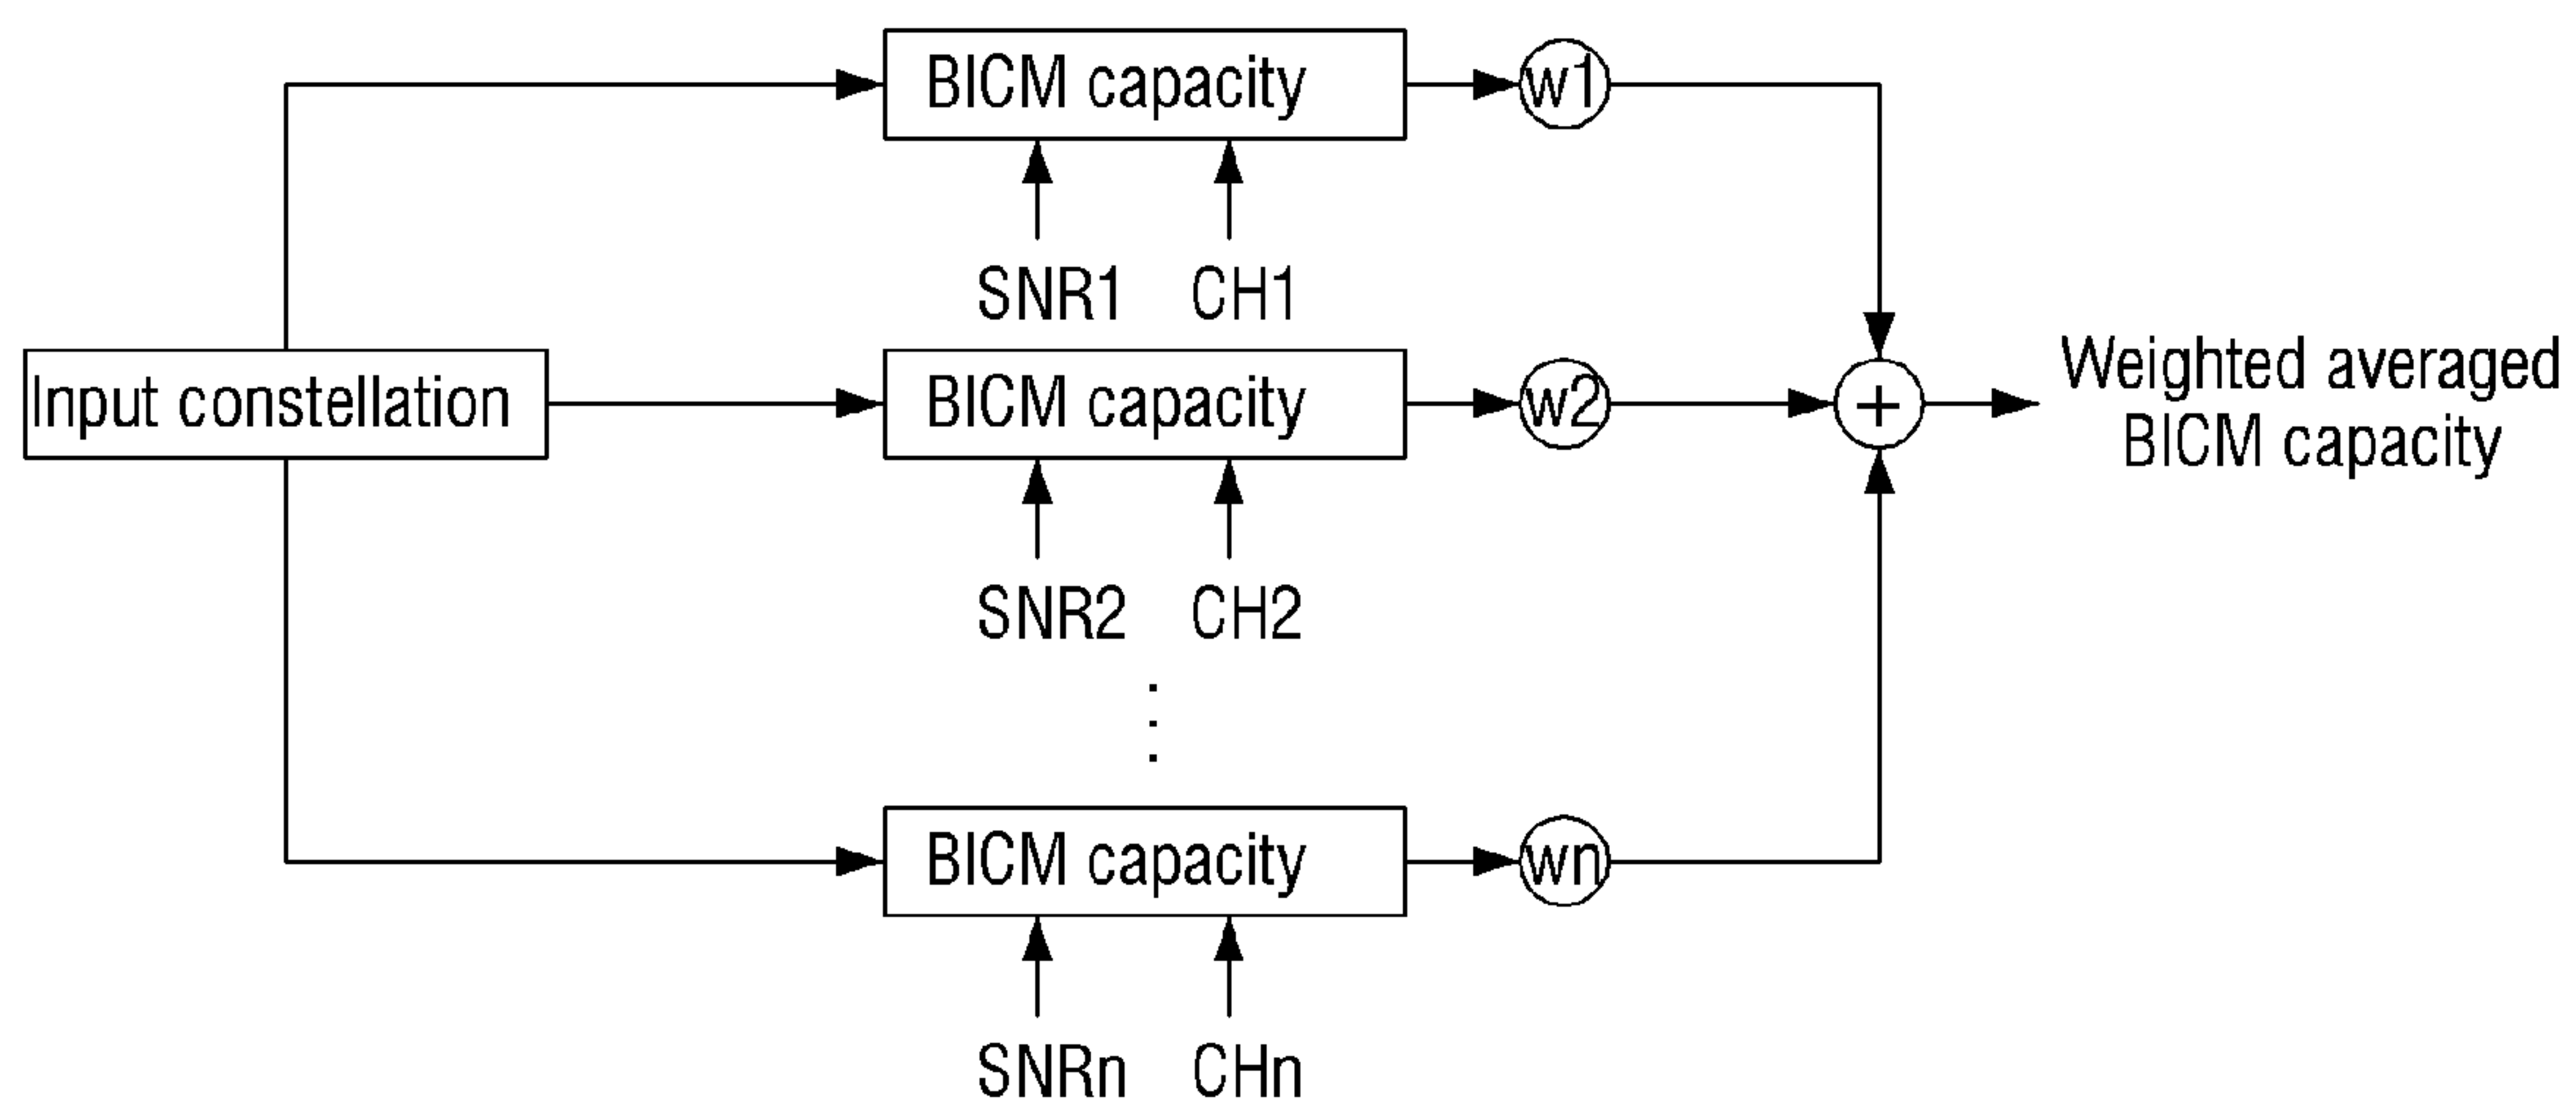 BICM capacity
w1
SNR1 CH1
Input constellation
BICM capacity
w2
+
Weighted averaged
BICM capacity
SNR2 CH2
BICM capacity
wn
SNRn CHn